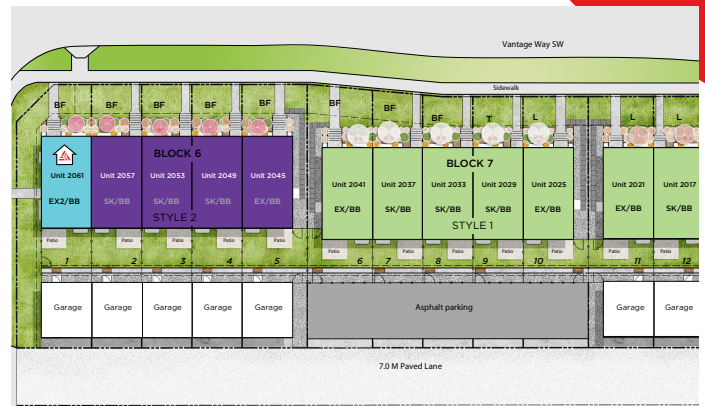 Vantage Way SW
Sidewalk
BF BF BF BF BF BF BF BF T L L L
BLOCK 6
BLOCK 7
Unit 2061 Unit 2057 Unit 2053 Unit 2049 Unit 2045 Unit 2041 Unit 2037 Unit 2033 Unit 2029 Unit 2025 Unit 2021 Unit 2017
EX2/BB SK/BB SK/BB SK/BB EX/BB EX/BB SK/BB SK/BB SK/BB EX/BB EX/BB SK/BB
STYLE 2
STYLE 1
Patio Patio Patio Patio Patio Patio Patio Patio Patio Patio Patio Patio
1 2 3 4 5 6 7 8 9 10 11 12
Garage Garage Garage Garage Garage Asphalt parking Garage Garage
7.0 M Paved Lane